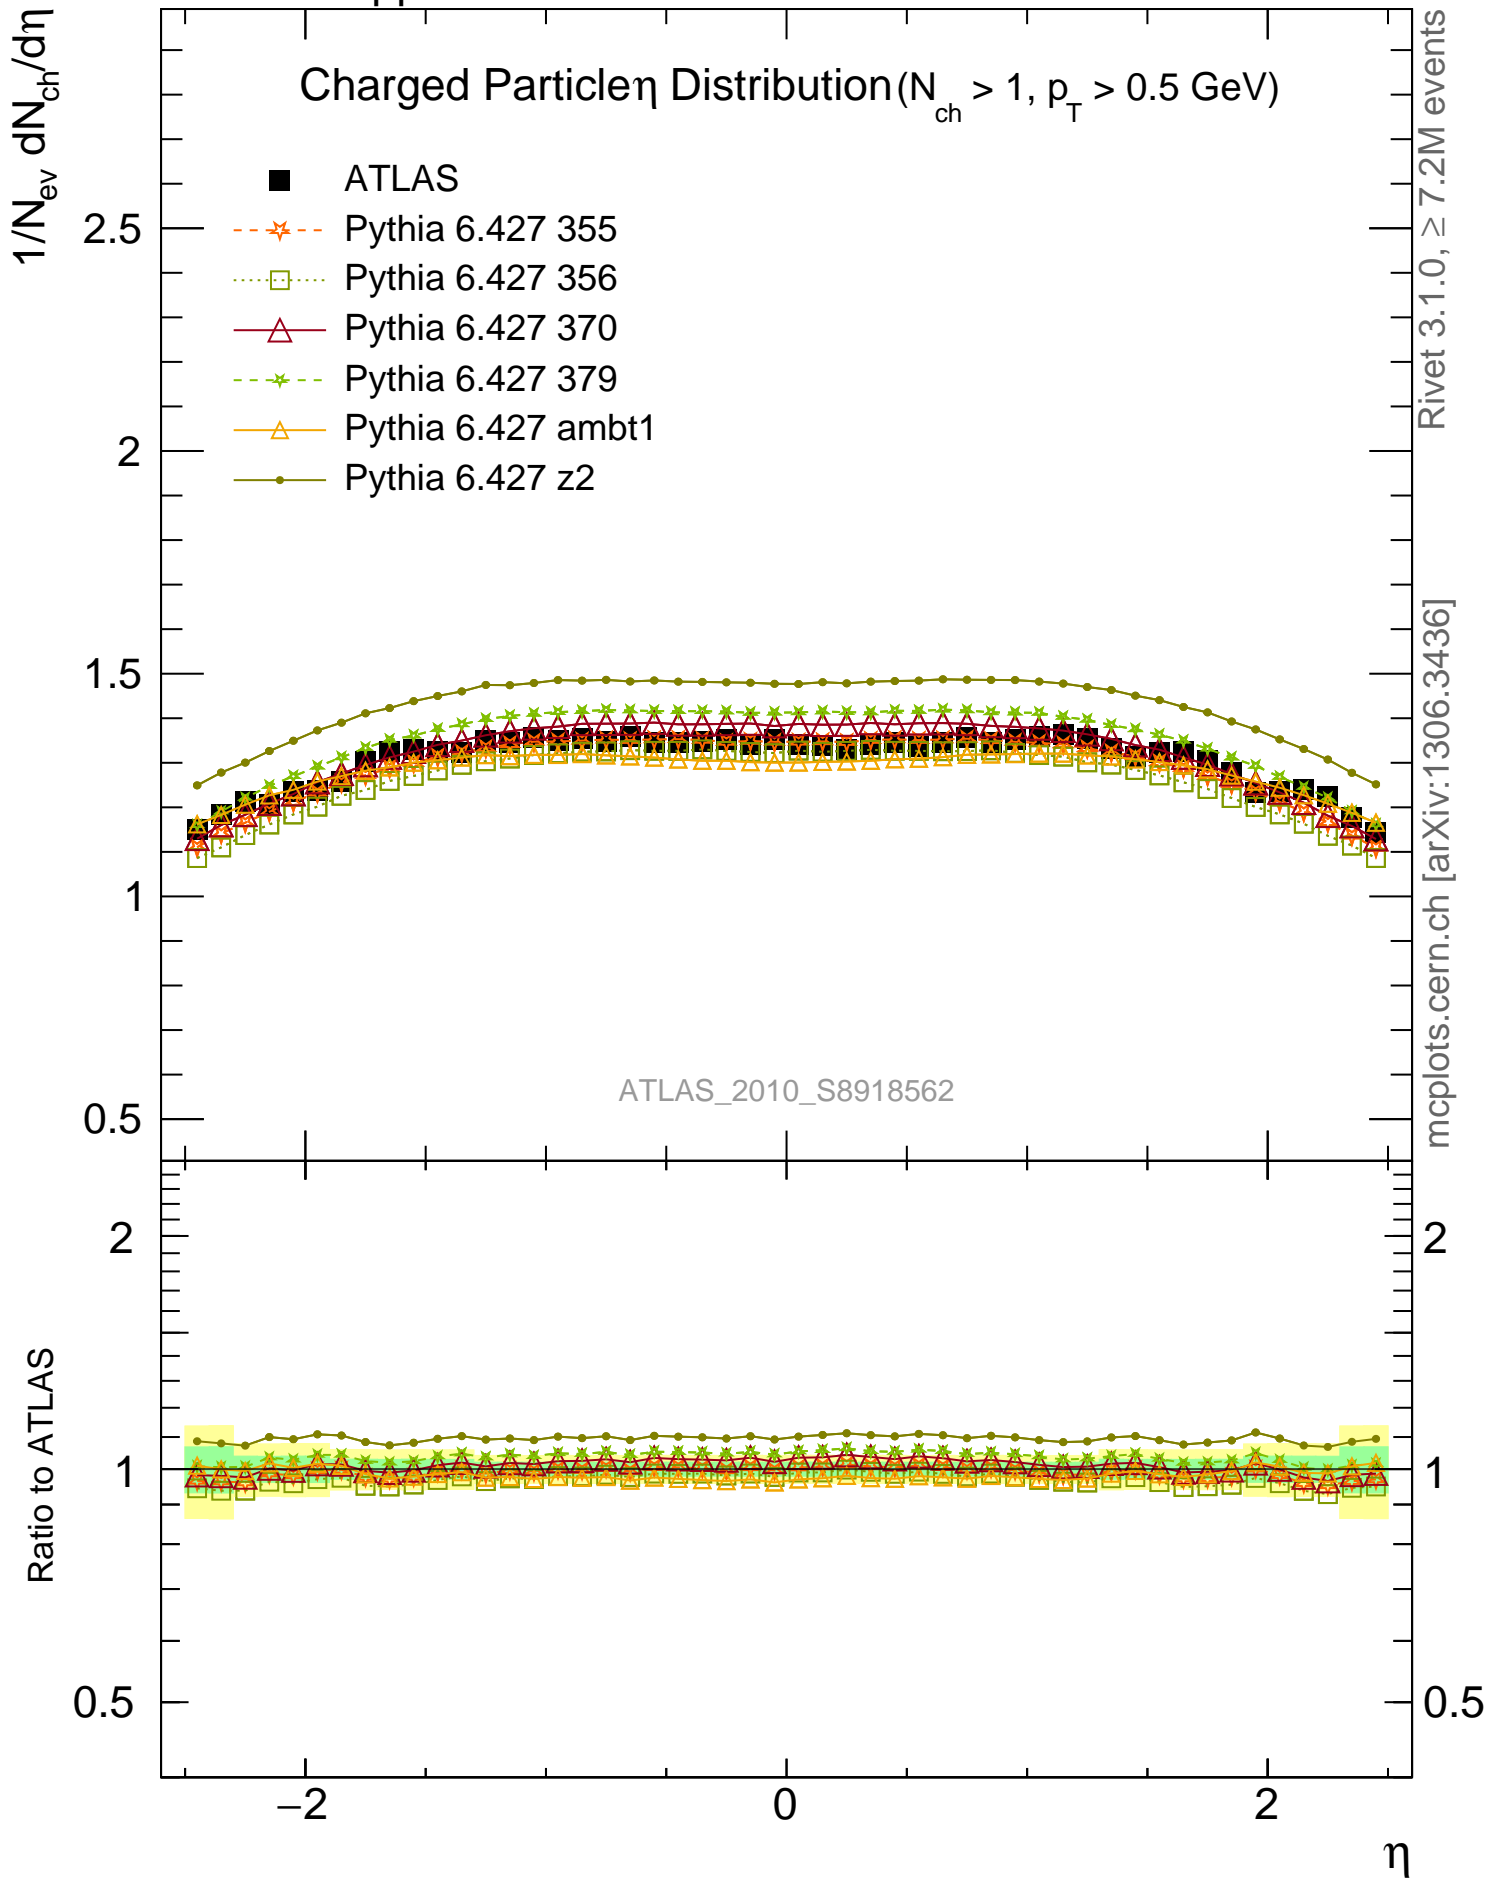 pp
1/N_ev dN_ch/dη
Charged Particle η Distribution (N_ch > 1, p_T > 0.5 GeV)
ATLAS
Pythia 6.427 355
Pythia 6.427 356
Pythia 6.427 370
Pythia 6.427 379
Pythia 6.427 ambt1
Pythia 6.427 z2
2.5
2
1.5
1
0.5
ATLAS_2010_S8918562
Rivet 3.1.0, ≥ 7.2M events
mcplots.cern.ch [arXiv:1306.3436]
Ratio to ATLAS
2
1
0.5
2
1
0.5
−2
0
2
η